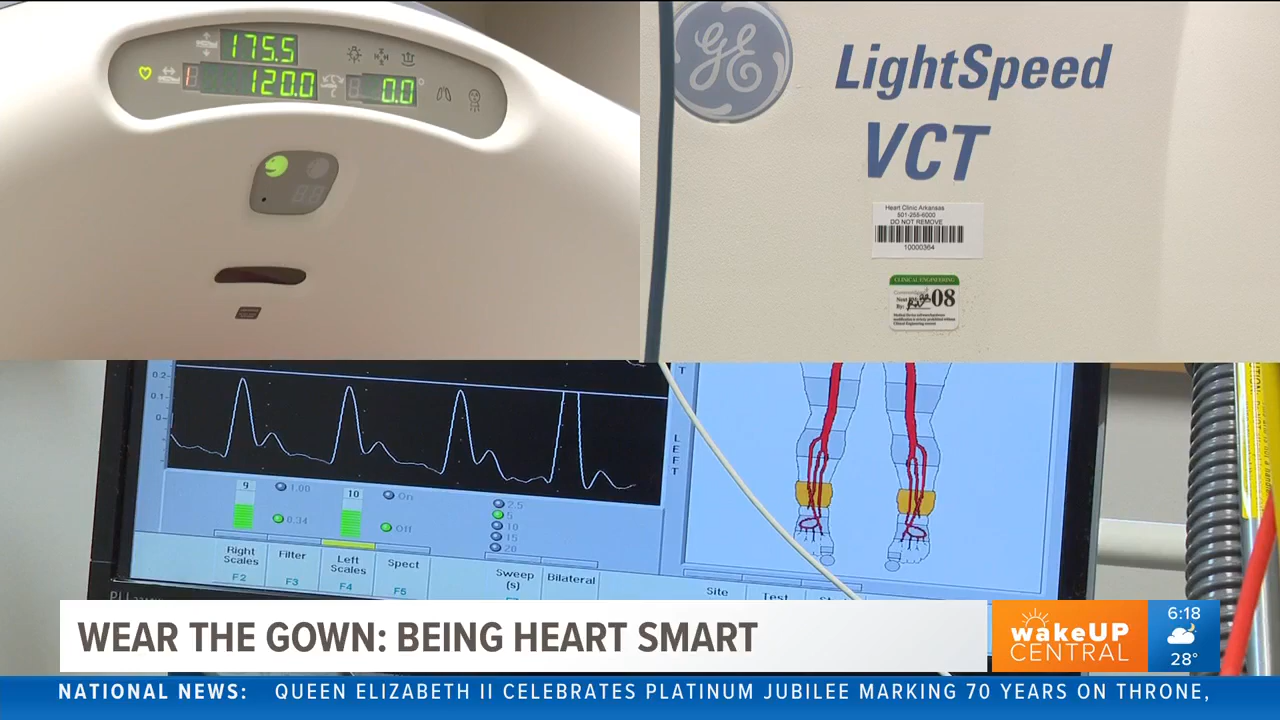 175.5
120.0
0.0
GE
LightSpeed
VCT
Heart Clinic Arkansas
501-255-6000
DO NOT REMOVE
10000364
CLINICAL ENGINEERING
08
0.2
0.1
0
9
1.00
0.34
10
On
Off
2.5
5
10
15
20
LEFT
Right Scales
F2
Filter
F3
Left Scales
F4
Spect
F5
Sweep (s)
Bilateral
Site
WEAR THE GOWN: BEING HEART SMART
wakeUP
CENTRAL
6:18
28°
NATIONAL NEWS: QUEEN ELIZABETH II CELEBRATES PLATINUM JUBILEE MARKING 70 YEARS ON THRONE,